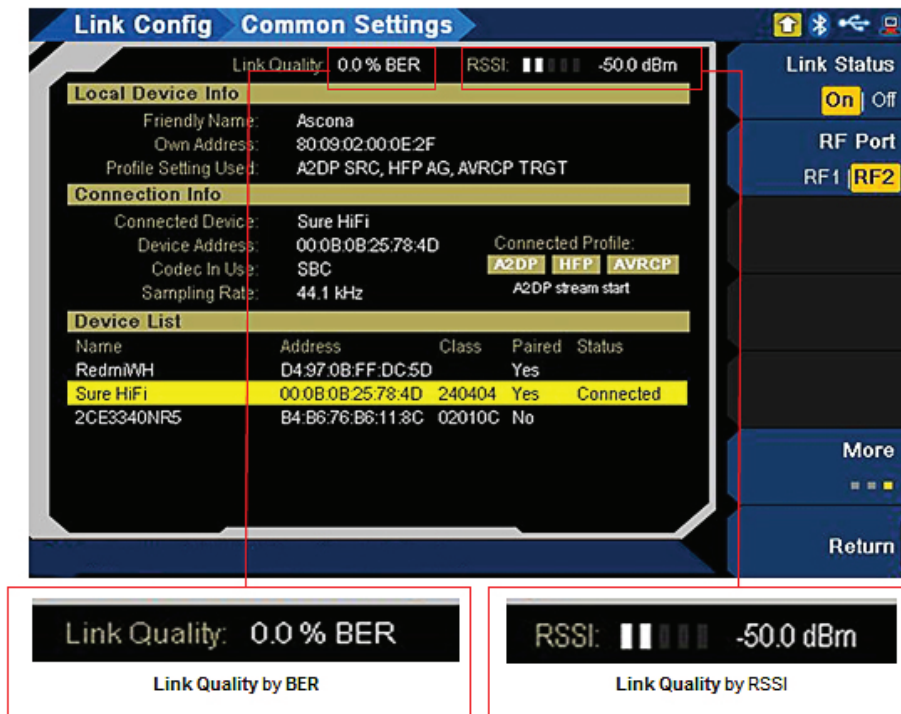 Link Config Common Settings
Link Quality: 0.0 % BER RSSI: -50.0 dBm
Local Device Info
Friendly Name: Ascona
Own Address: 80:09:02:00:0E:2F
Profile Setting Used: A2DP SRC, HFP AG, AVRCP TRGT
Connection Info
Connected Device: Sure HiFi
Device Address: 00:0B:0B:25:78:4D Connected Profile:
Codec In Use: SBC A2DP HFP AVRCP
Sampling Rate: 44.1 kHz A2DP stream start
Device List
Name Address Class Paired Status
RedmiWH D4:97:0B:FF:DC:5D Yes
Sure HiFi 00:0B:0B:25:78:4D 240404 Yes Connected
2CE3340NR5 B4:B6:76:B6:11:8C 02010C No
Link Status
On | Off
RF Port
RF1 | RF2
More
Return
Link Quality: 0.0 % BER
Link Quality by BER
RSSI: -50.0 dBm
Link Quality by RSSI